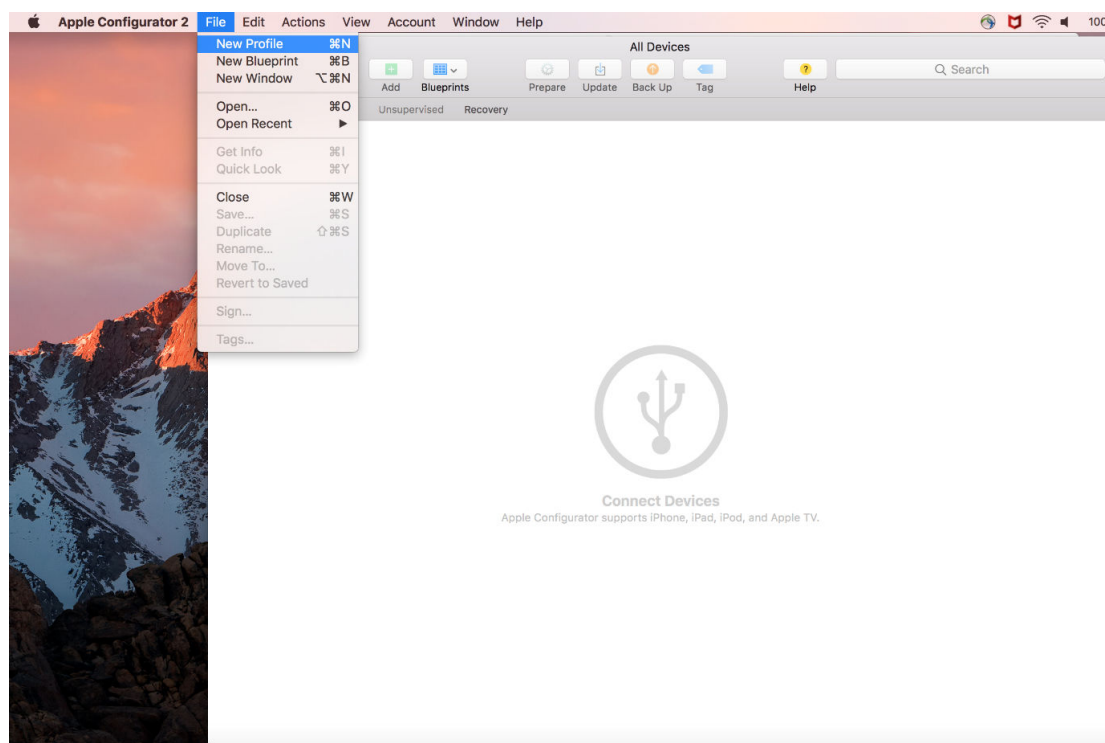 Apple Configurator 2 File Edit Actions View Account Window Help 100
All Devices
New Profile ⌘N
New Blueprint ⌘B
New Window ⌥⌘N
Open... ⌘O
Open Recent ▶
Get Info ⌘I
Quick Look ⌘Y
Close ⌘W
Save... ⌘S
Duplicate ⇧⌘S
Rename...
Move To...
Revert to Saved
Sign...
Tags...
? Search
Add Blueprints Prepare Update Back Up Tag Help
Unsupervised Recovery
Connect Devices
Apple Configurator supports iPhone, iPad, iPod, and Apple TV.